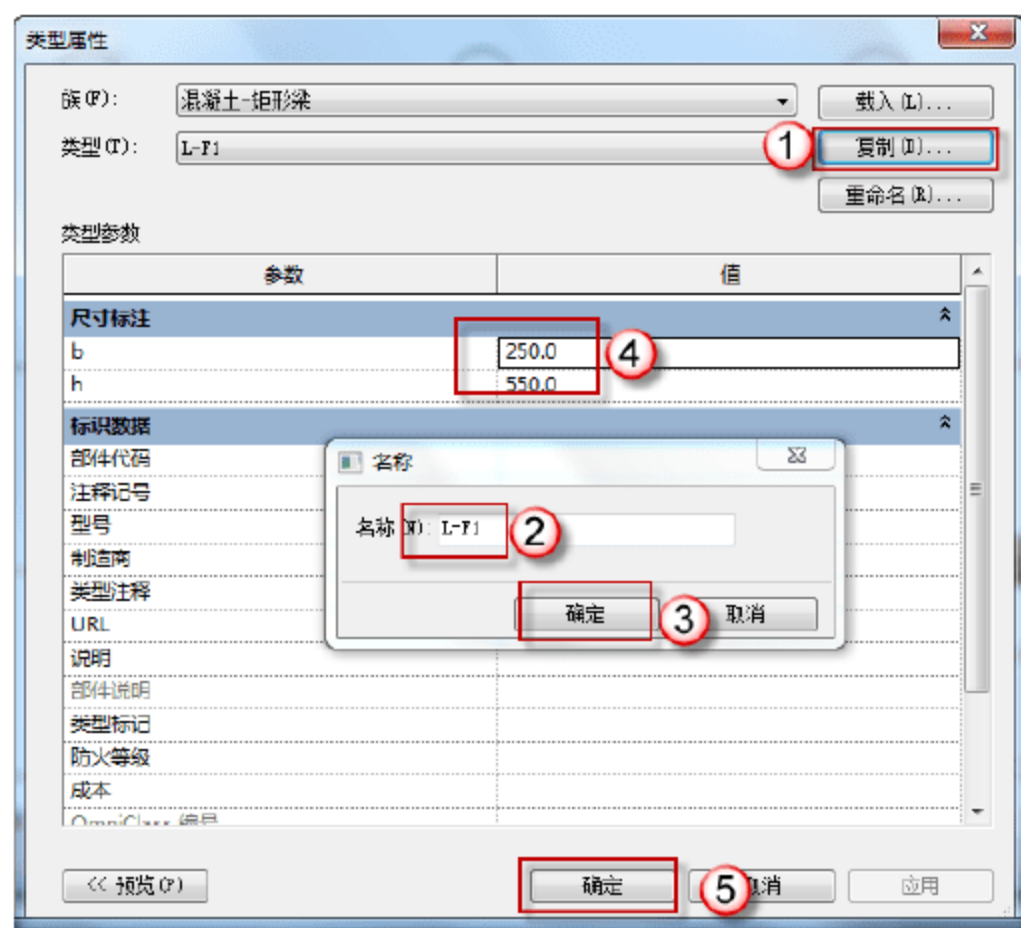 类型属性
族(F): 混凝土-矩形梁 载入(L)...
类型(T): L-F1 ① 复制(D)...
重命名(R)...
类型参数
参数 值
尺寸标注
b 250.0 ④
h 550.0
标识数据
部件代码
名称
注释记号
型号
名称(N): L-F1 ②
制造商
类型注释
确定 ③ 取消
URL
说明
部件说明
类型标记
防火等级
成本
OmniClass 编号
<< 预览(P) 确定 ⑤ 取消 应用